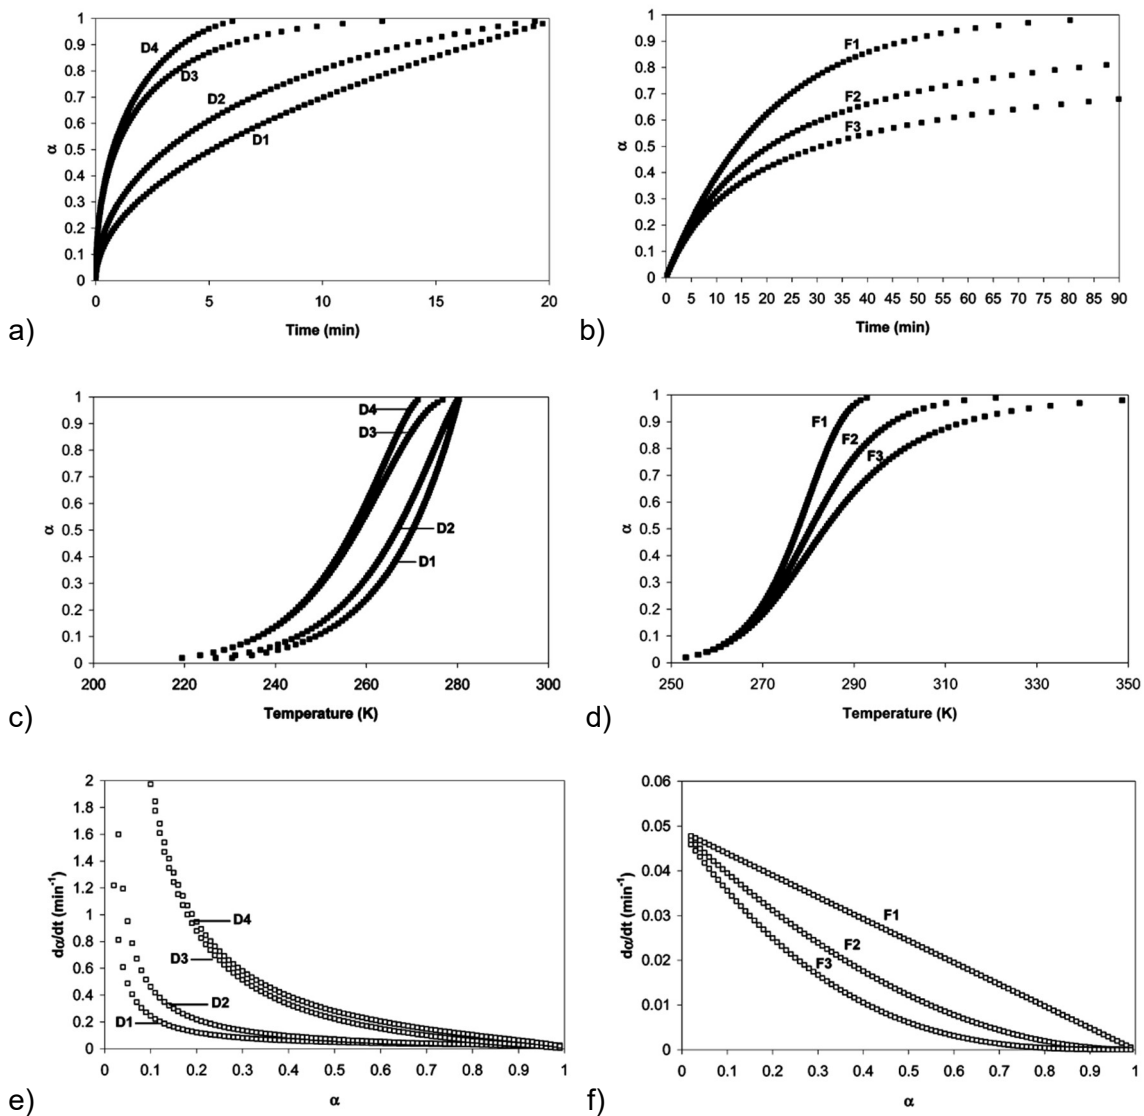 1
0.9
0.8
0.7
0.6
0.5
0.4
0.3
0.2
0.1
0
α
D4
D3
D2
D1
0 5 10 15 20
Time (min)
a)
1
0.9
0.8
0.7
0.6
0.5
0.4
0.3
0.2
0.1
0
α
F1
F2
F3
0 5 10 15 20 25 30 35 40 45 50 55 60 65 70 75 80 85 90
Time (min)
b)
1
0.9
0.8
0.7
0.6
0.5
0.4
0.3
0.2
0.1
0
α
D4
D3
D2
D1
200 220 240 260 280 300
Temperature (K)
c)
1
0.9
0.8
0.7
0.6
0.5
0.4
0.3
0.2
0.1
0
α
F1
F2
F3
250 270 290 310 330 350
Temperature (K)
d)
2
1.8
1.6
1.4
1.2
1
0.8
0.6
0.4
0.2
0
dα/dt (min⁻¹)
D4
D3
D2
D1
0 0.1 0.2 0.3 0.4 0.5 0.6 0.7 0.8 0.9 1
α
e)
0.06
0.05
0.04
0.03
0.02
0.01
0
dα/dt (min⁻¹)
F1
F2
F3
0 0.1 0.2 0.3 0.4 0.5 0.6 0.7 0.8 0.9 1
α
f)